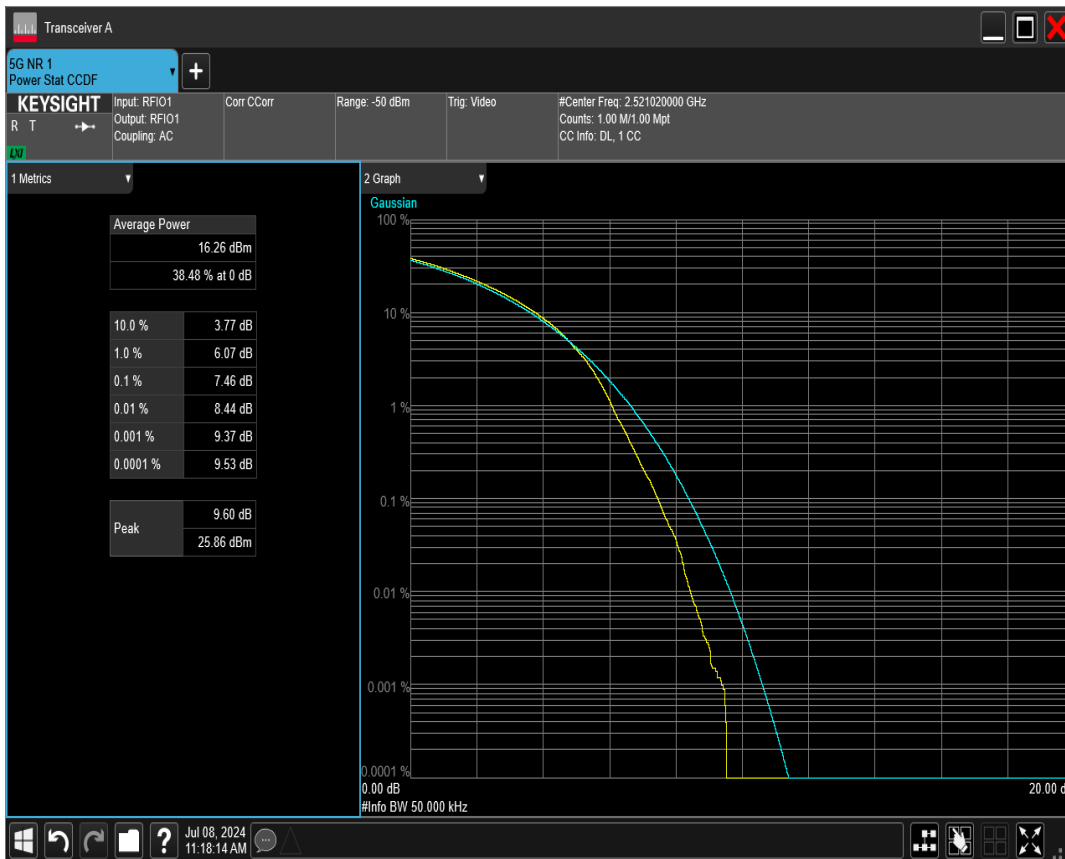 Transceiver A
5G NR 1
Power Stat CCDF
KEYSIGHT
R T
LXI
Input: RFIO1
Output: RFIO1
Coupling: AC
Corr CCorr
Range: -50 dBm
Trig: Video
#Center Freq: 2.521020000 GHz
Counts: 1.00 M/1.00 Mpt
CC Info: DL, 1 CC
1 Metrics
Average Power
16.26 dBm
38.48 % at 0 dB
10.0 % 3.77 dB
1.0 % 6.07 dB
0.1 % 7.46 dB
0.01 % 8.44 dB
0.001 % 9.37 dB
0.0001 % 9.53 dB
Peak
9.60 dB
25.86 dBm
2 Graph
Gaussian
100 %
10 %
1 %
0.1 %
0.01 %
0.001 %
0.0001 %
0.00 dB
20.00 d
#Info BW 50.000 kHz
?
Jul 08, 2024
11:18:14 AM